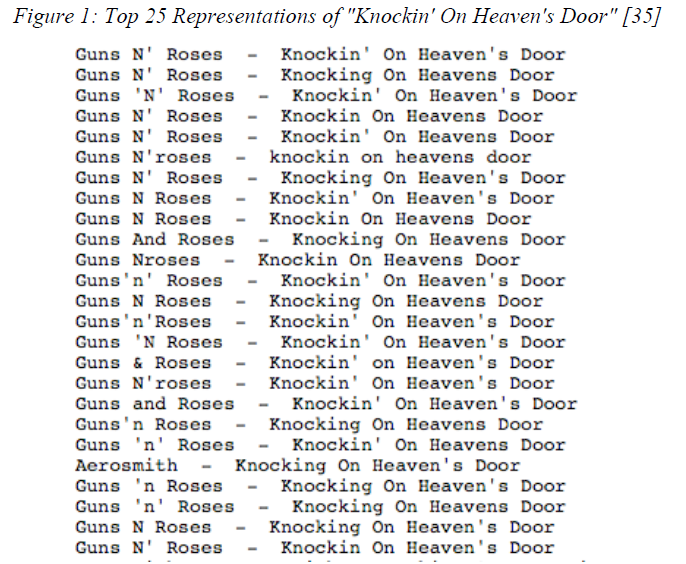 Figure 1: Top 25 Representations of "Knockin' On Heaven's Door" [35]
Guns N' Roses – Knockin' On Heaven's Door
Guns N' Roses – Knocking On Heavens Door
Guns 'N' Roses – Knockin' On Heaven's Door
Guns N' Roses – Knockin On Heavens Door
Guns N' Roses – Knockin' On Heavens Door
Guns N'roses – knockin on heavens door
Guns N' Roses – Knocking On Heaven's Door
Guns N Roses – Knockin' On Heaven's Door
Guns N Roses – Knockin On Heavens Door
Guns And Roses – Knocking On Heavens Door
Guns Nroses – Knockin On Heavens Door
Guns'n' Roses – Knockin' On Heaven's Door
Guns N Roses – Knocking On Heavens Door
Guns'n'Roses – Knockin' On Heaven's Door
Guns 'N Roses – Knockin' On Heaven's Door
Guns & Roses – Knockin' on Heaven's Door
Guns N'roses – Knockin' On Heaven's Door
Guns and Roses – Knockin' On Heaven's Door
Guns'n Roses – Knocking On Heavens Door
Guns 'n' Roses – Knockin' On Heavens Door
Aerosmith – Knocking On Heaven's Door
Guns 'n Roses – Knocking On Heavens Door
Guns 'n' Roses – Knocking On Heavens Door
Guns N Roses – Knocking On Heaven's Door
Guns N' Roses – Knockin On Heaven's Door